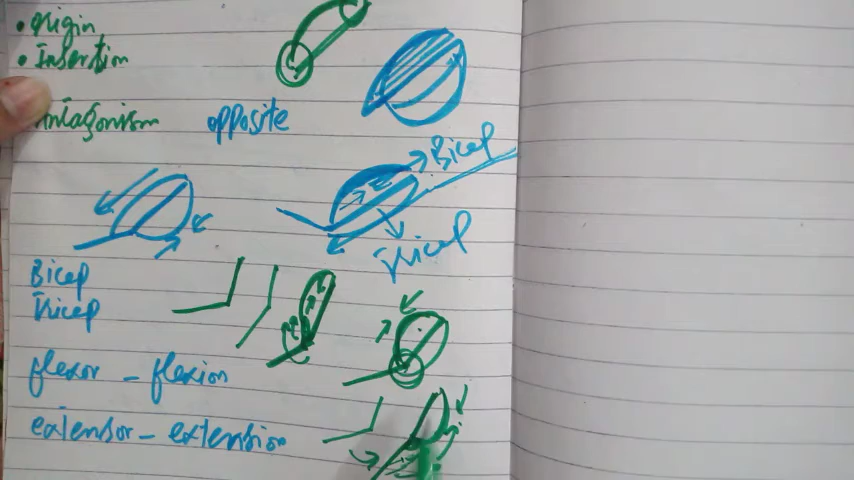 • Origin
• Insertion
Antagonism opposite
Bicep
Tricep
Bicep
Tricep
flexor - flexion
extensor - extension